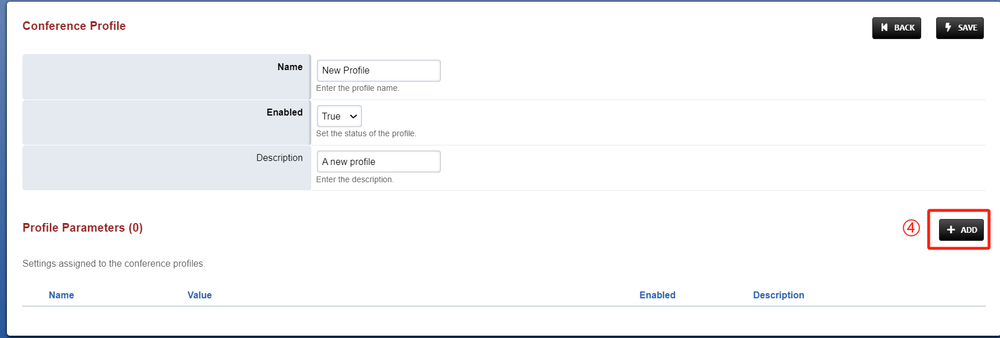 Conference Profile
BACK
SAVE
Name
New Profile
Enter the profile name.
Enabled
True
Set the status of the profile.
Description
A new profile
Enter the description.
Profile Parameters (0)
④
ADD
Settings assigned to the conference profiles.
Name Value Enabled Description